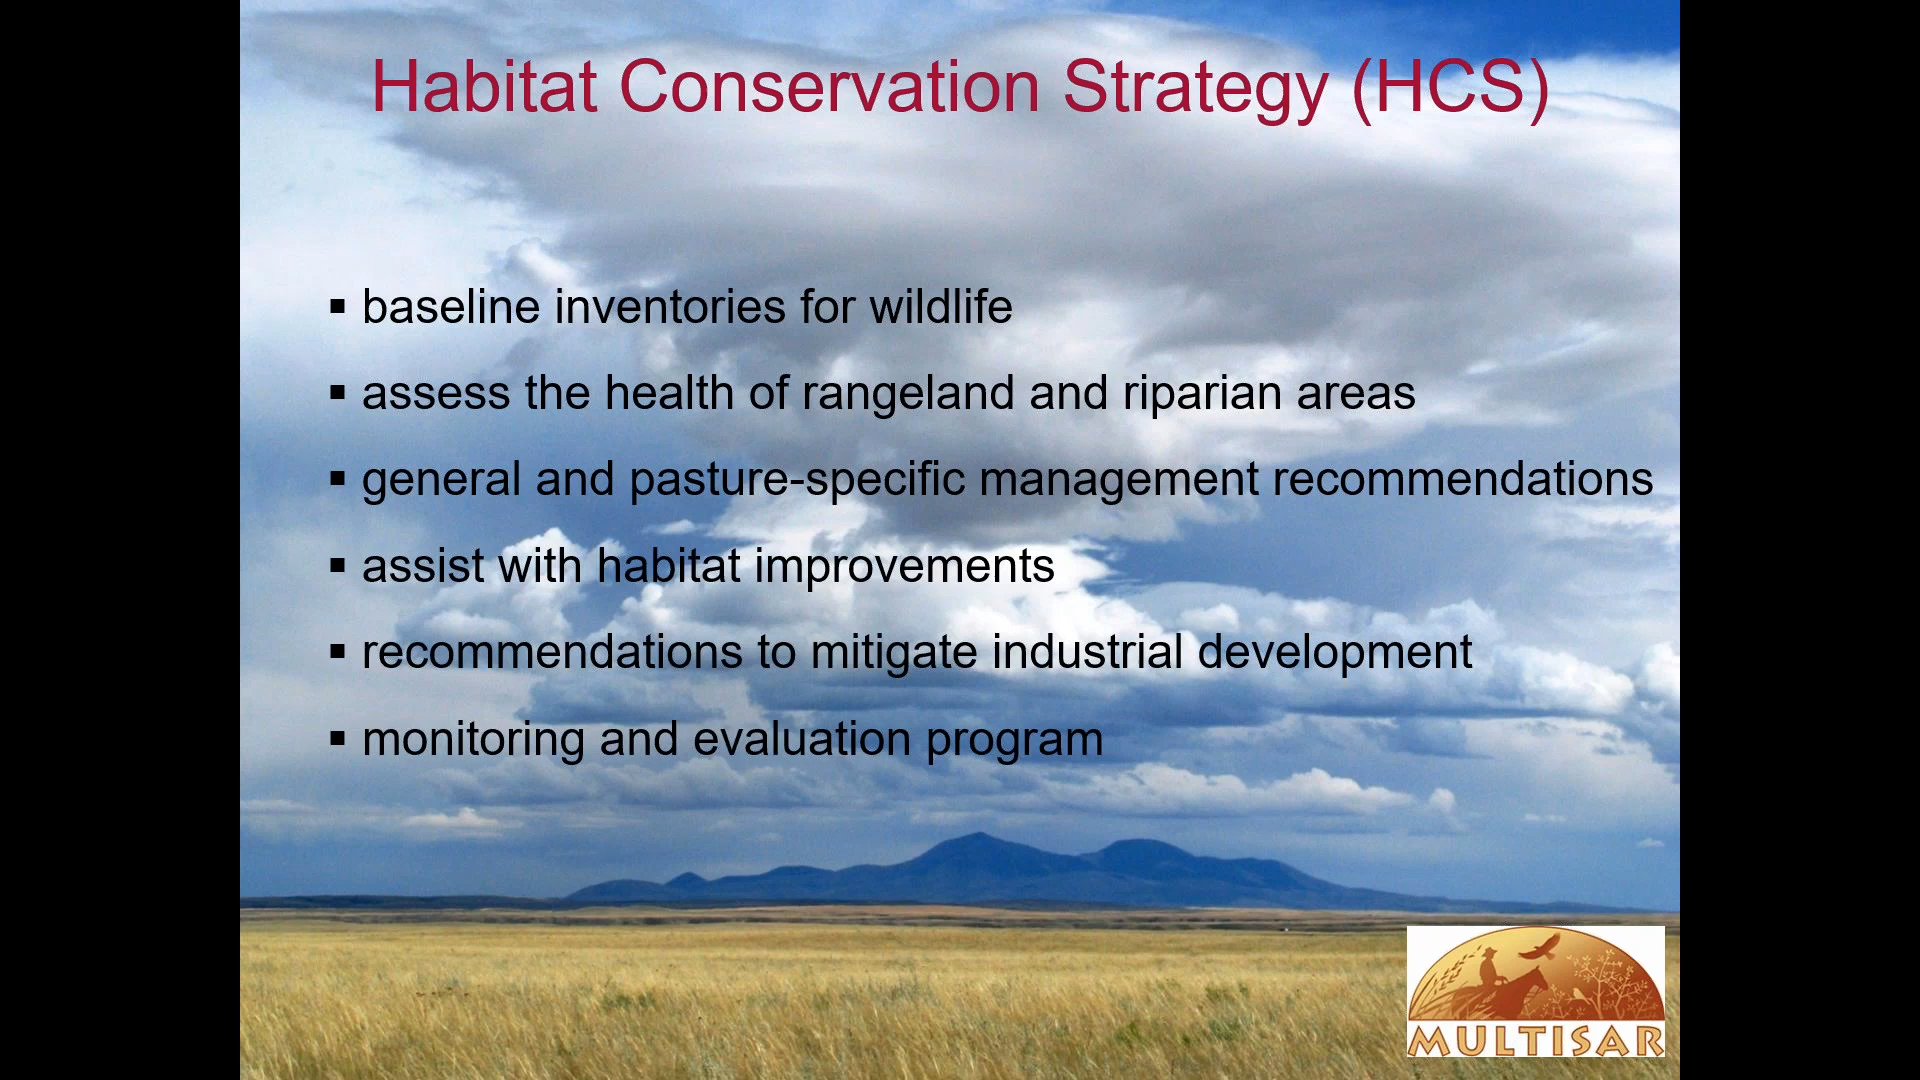 Habitat Conservation Strategy (HCS)
▪ baseline inventories for wildlife
▪ assess the health of rangeland and riparian areas
▪ general and pasture-specific management recommendations
▪ assist with habitat improvements
▪ recommendations to mitigate industrial development
▪ monitoring and evaluation program
MULTISAR